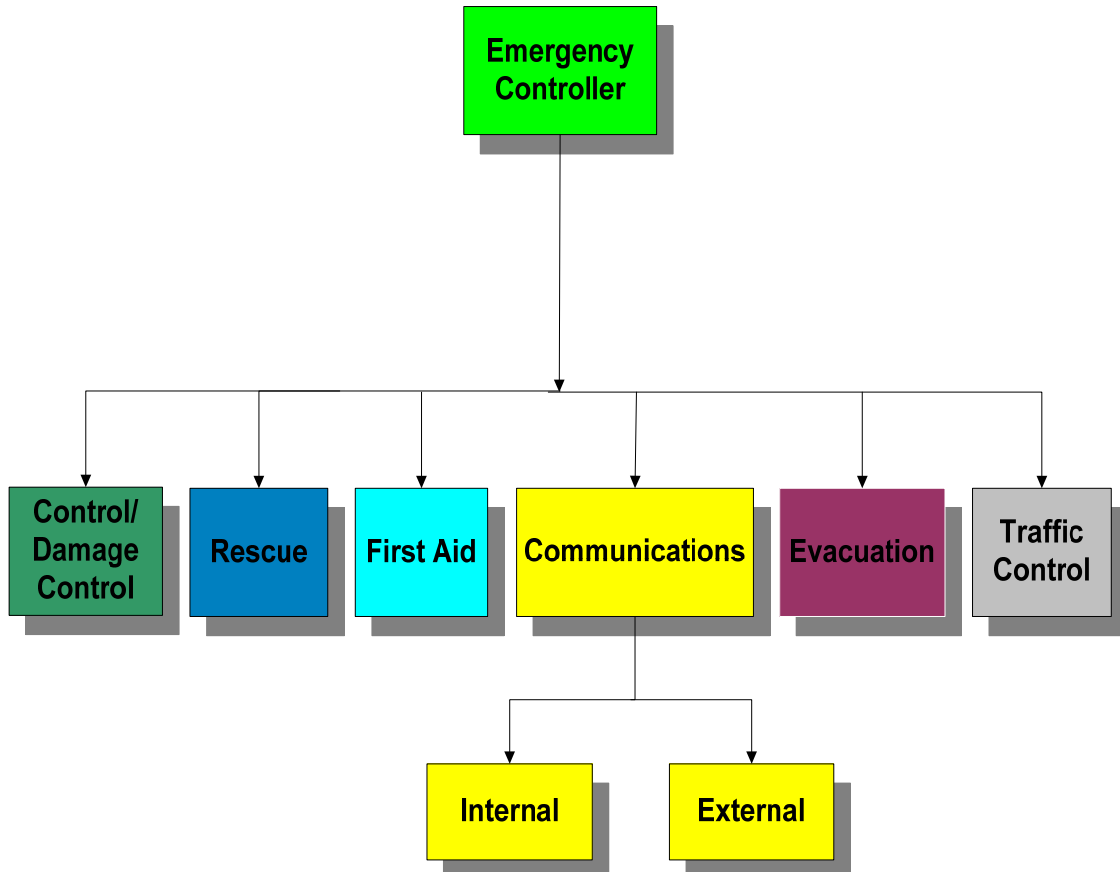 Emergency
Controller
Control/
Damage
Control
Rescue
First Aid
Communications
Evacuation
Traffic
Control
Internal
External